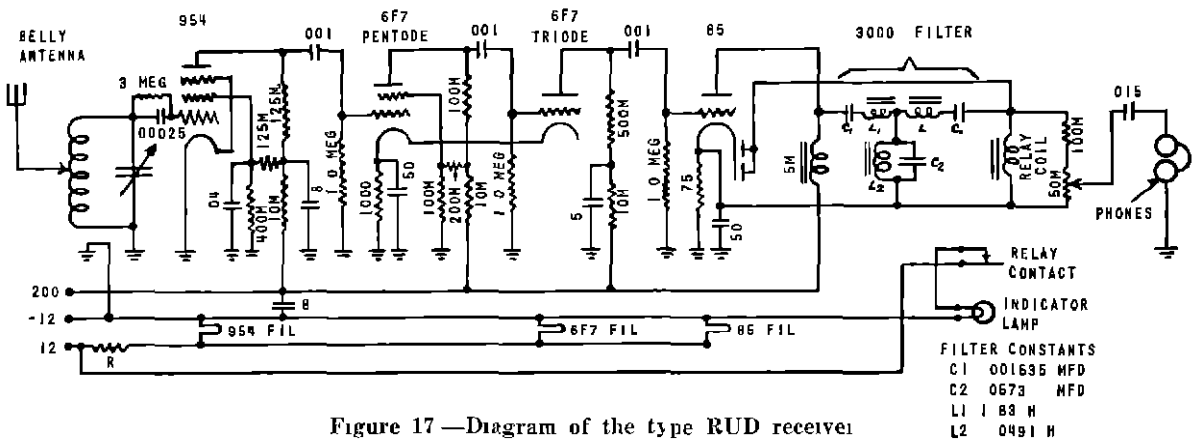 954
001
6F7
PENTODE
001
6F7
TRIODE
001
85
3000 FILTER
BELLY
ANTENNA
3 MEG
00025
125M
125M
04
400M
10M
8
1 0 MEG
1000
50
100M
100M
200M
10M
1 0 MEG
500M
5
10M
1 0 MEG
75
50
5M
C1
L1
L
C
L2
C2
RELAY
COIL
100M
50M
015
PHONES
200
-12
12
R
8
954 FIL
6F7 FIL
85 FIL
RELAY
CONTACT
INDICATOR
LAMP
FILTER CONSTANTS
C1 001635 MFD
C2 0573 MFD
L1 1 83 H
L2 0491 H
Figure 17 — Diagram of the type RUD receiver